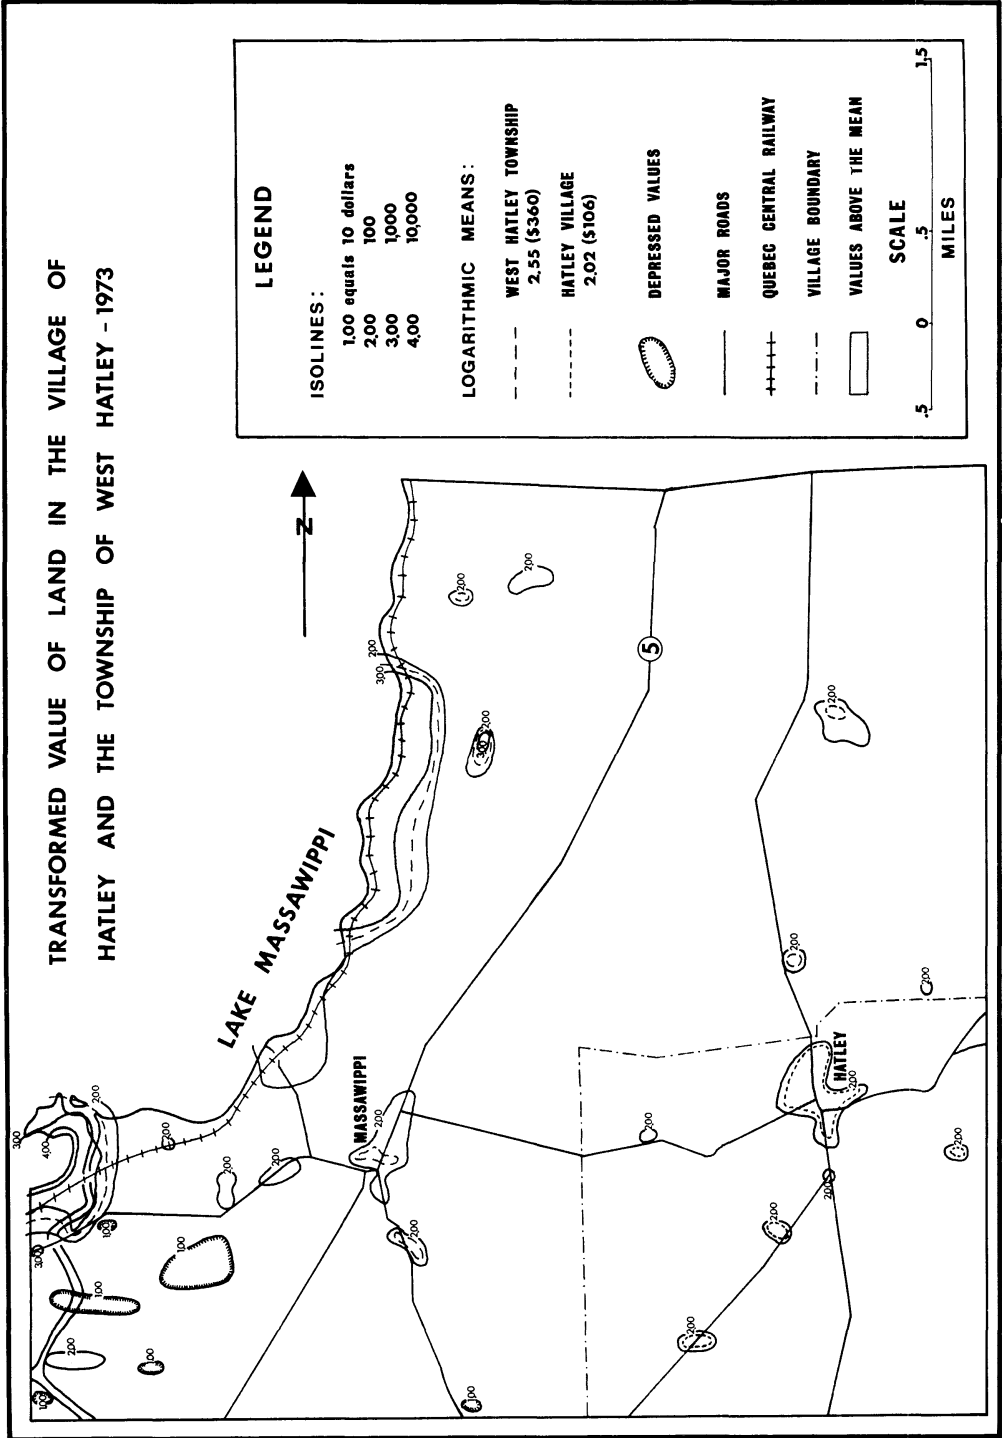 TRANSFORMED VALUE OF LAND IN THE VILLAGE OF
HATLEY AND THE TOWNSHIP OF WEST HATLEY - 1973
LEGEND
ISOLINES:
1.00 equals 10 dollars
2.00 100
3.00 1,000
4.00 10,000
LOGARITHMIC MEANS:
WEST HATLEY TOWNSHIP
2.55 ($360)
HATLEY VILLAGE
2.02 ($106)
DEPRESSED VALUES
MAJOR ROADS
QUEBEC CENTRAL RAILWAY
VILLAGE BOUNDARY
VALUES ABOVE THE MEAN
SCALE
.5 0 .5 1.5
MILES
N
LAKE MASSAWIPPI
MASSAWIPPI
HATLEY
5
300
400
200
200
200
200
300
100
100
100
200
100
100
200
200
100
200
300
200
200
300
200
200
200
200
200
200
200
200
200
200